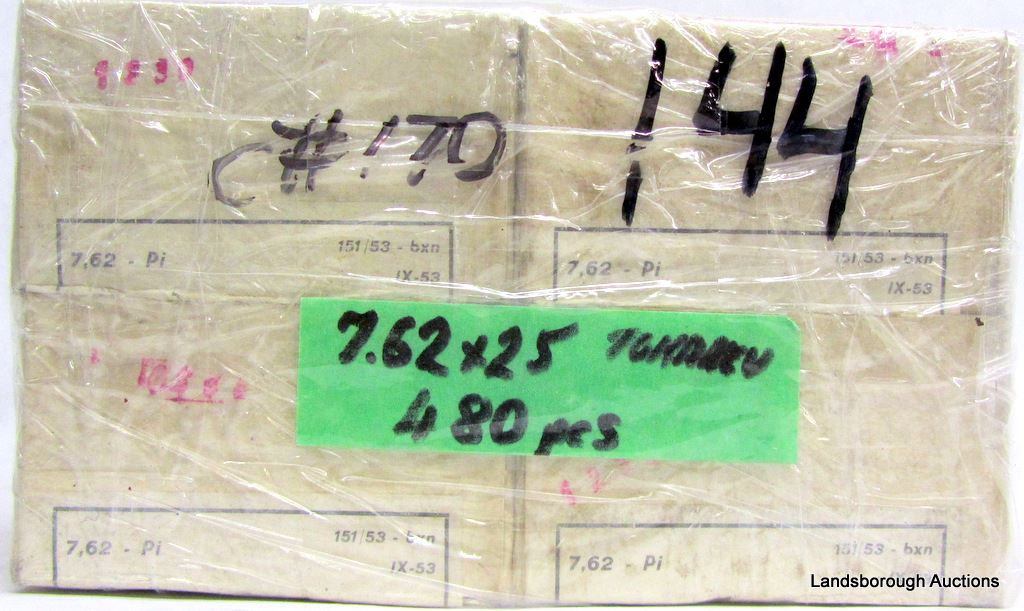 144
C#170
7,62 - Pi
151/53 - bxn
IX-53
7,62 - Pi
151/53 - bxn
IX-53
7.62x25
480 pcs
7,62 - Pi
151/53 - bxn
IX-53
7,62 - Pi
151/53 - bxn
IX-53
Landsborough Auctions